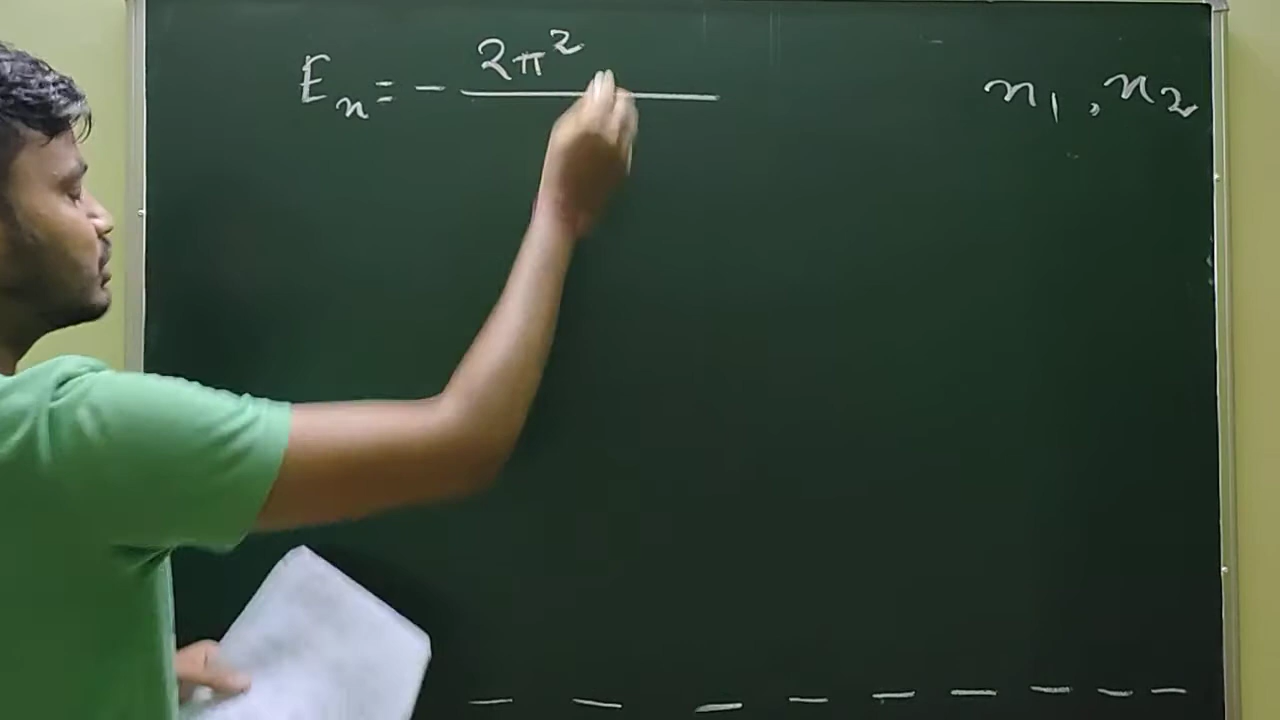 Eₙ = - 2π²
n₁, n₂